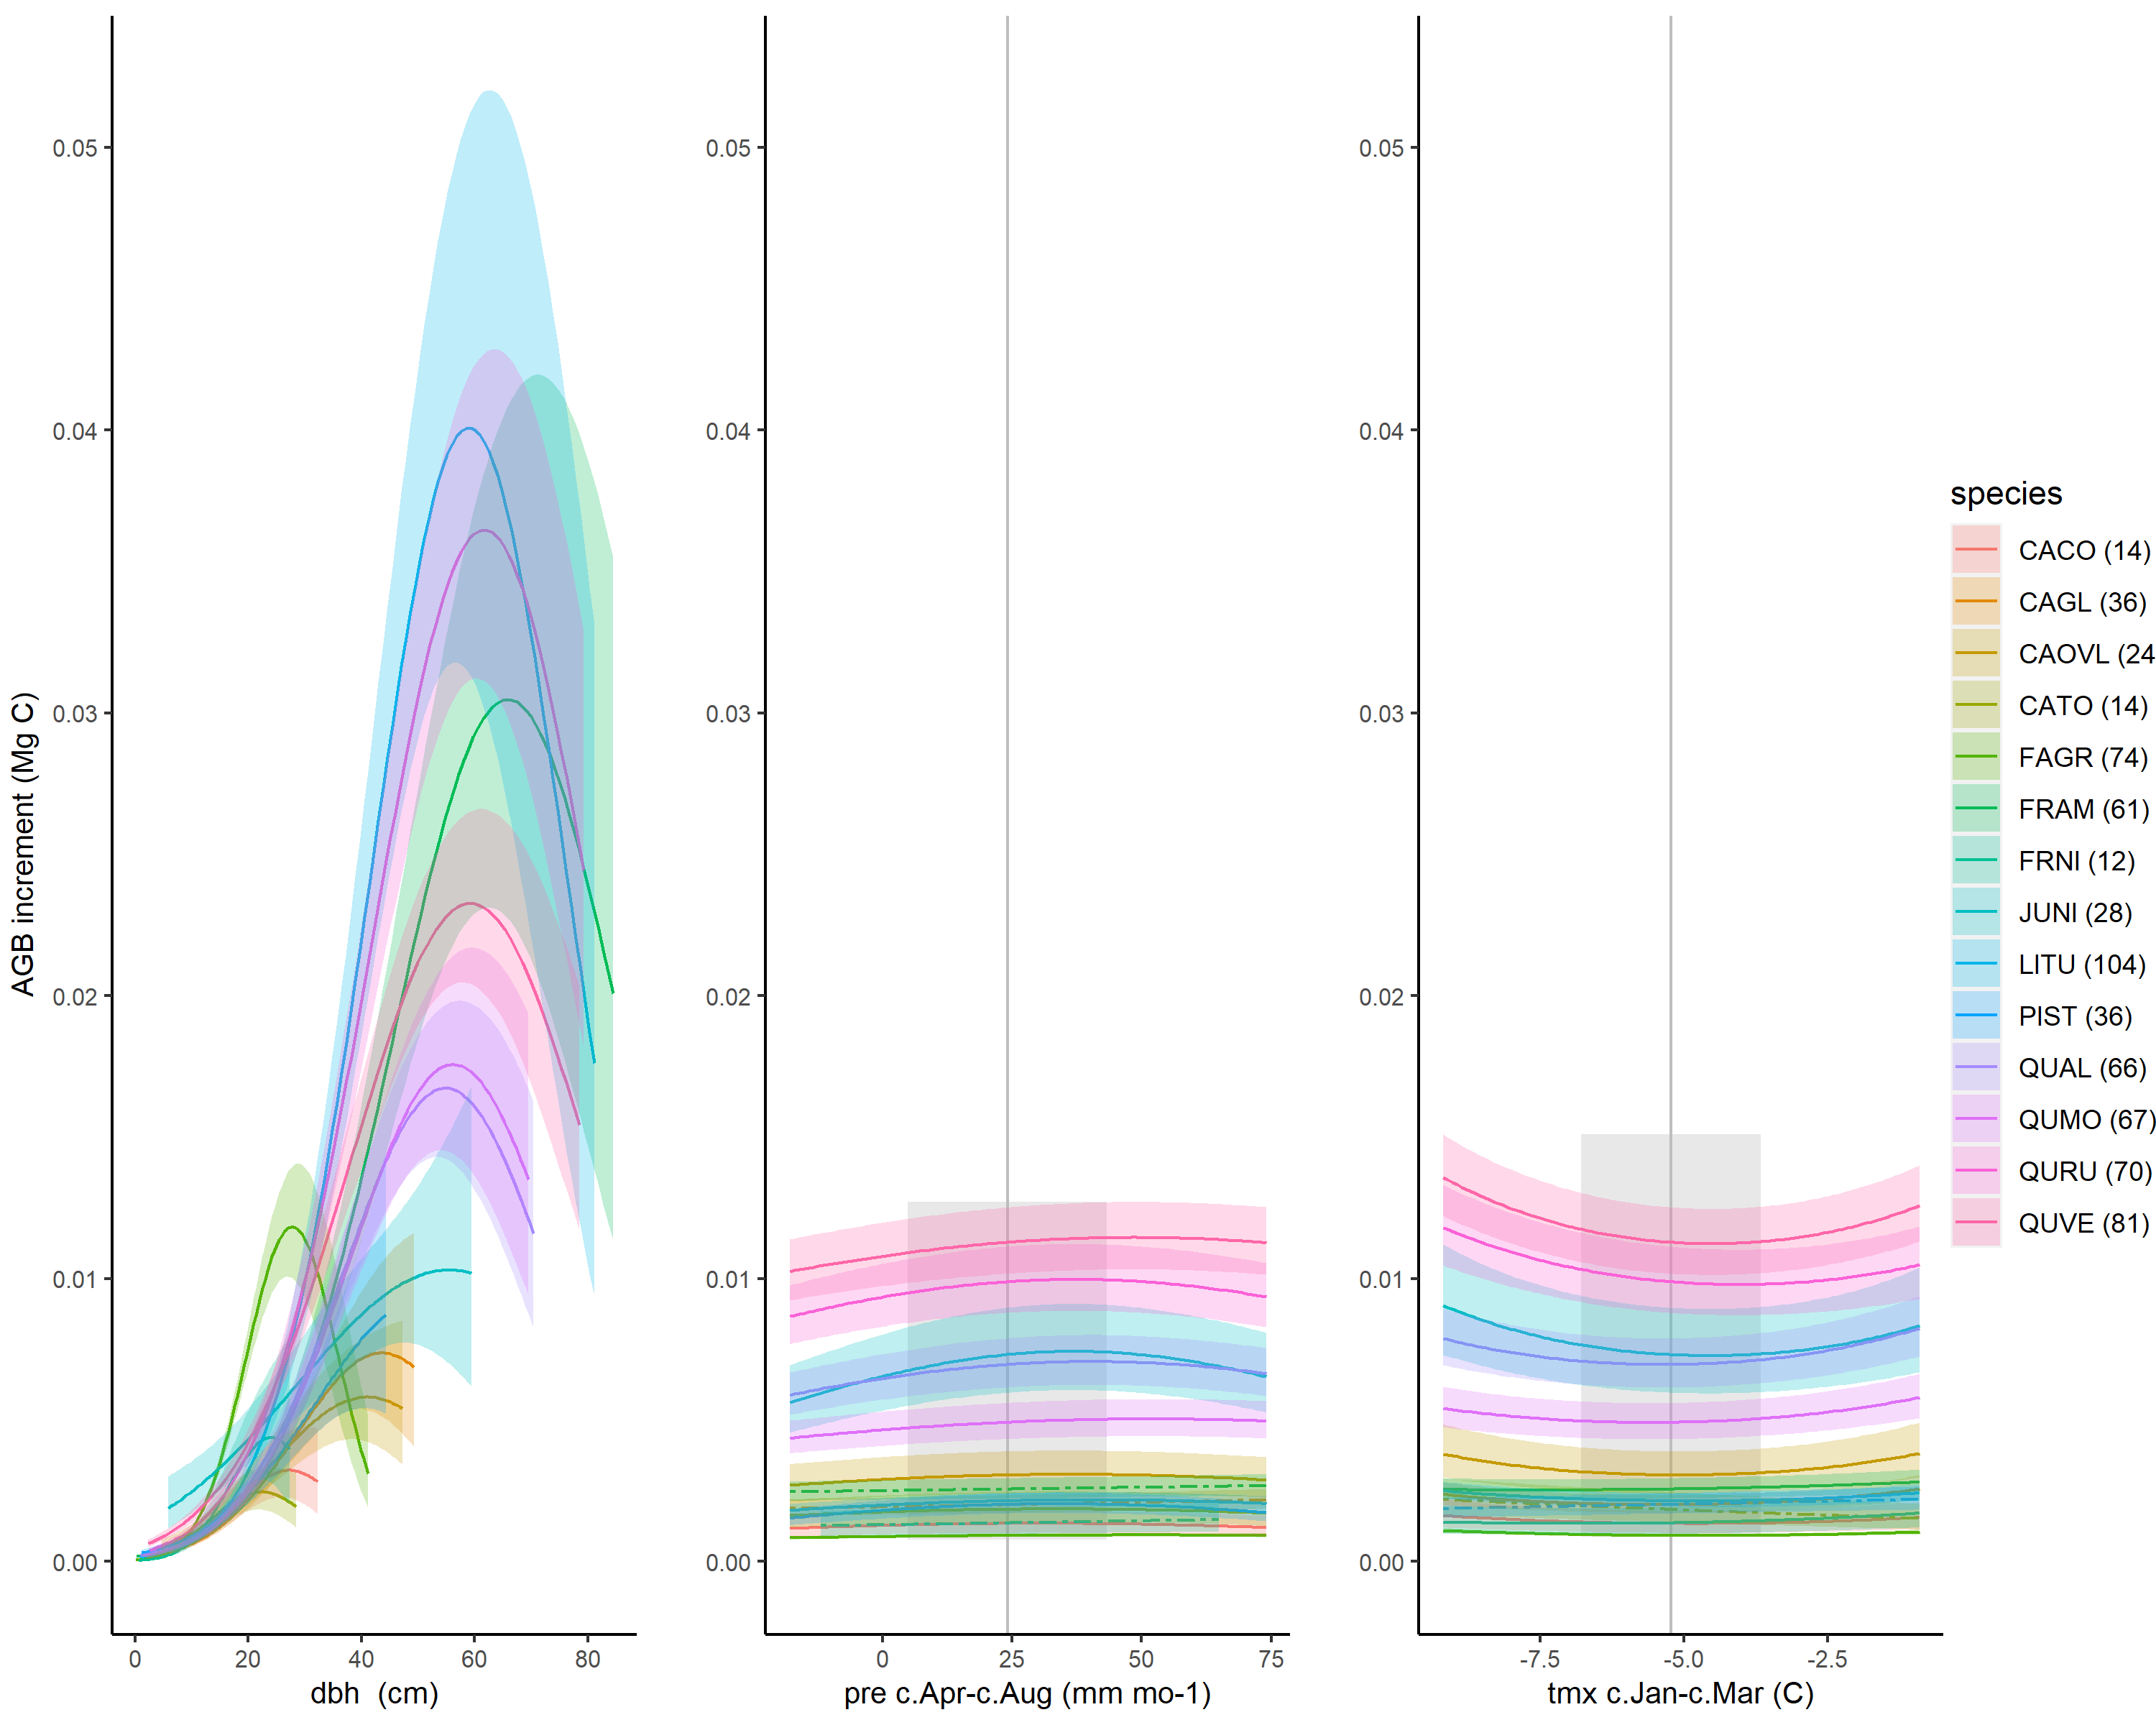 AGB increment (Mg C)
0.05
0.04
0.03
0.02
0.01
0.00
0 20 40 60 80
dbh (cm)
0.05
0.04
0.03
0.02
0.01
0.00
0 25 50 75
pre c.Apr-c.Aug (mm mo-1)
0.05
0.04
0.03
0.02
0.01
0.00
-7.5 -5.0 -2.5
tmx c.Jan-c.Mar (C)
species
CACO (14)
CAGL (36)
CAOVL (24
CATO (14)
FAGR (74)
FRAM (61)
FRNI (12)
JUNI (28)
LITU (104)
PIST (36)
QUAL (66)
QUMO (67)
QURU (70)
QUVE (81)